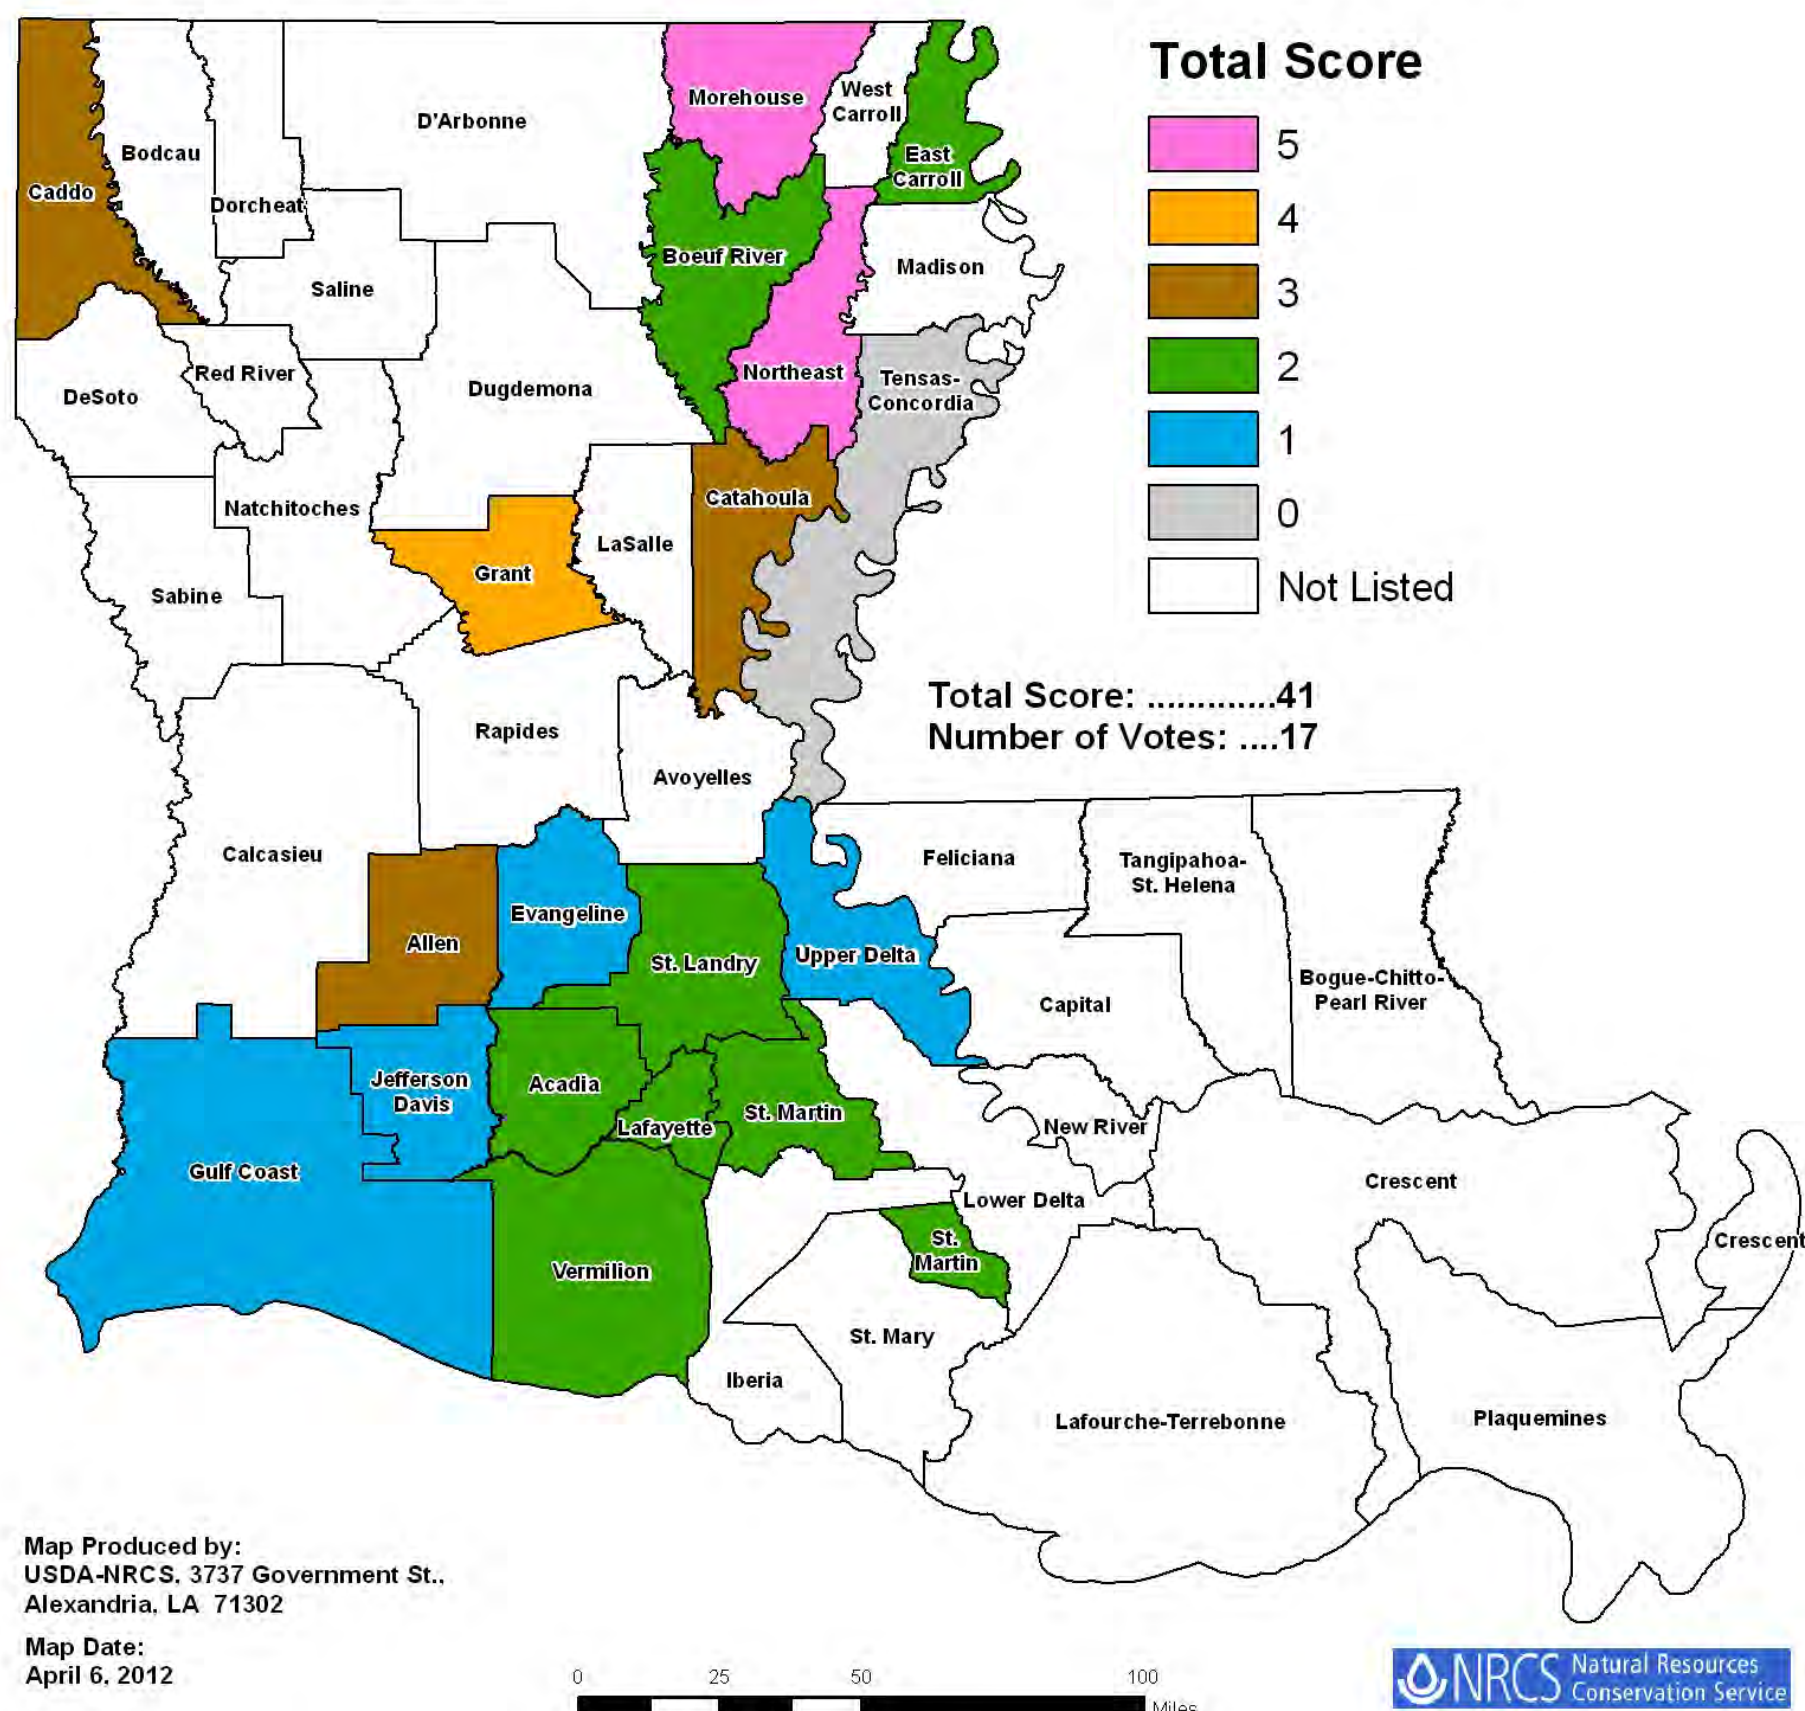 Total Score
5
4
3
2
1
0
Not Listed
Total Score: .............41
Number of Votes: ....17
Morehouse
West
Carroll
D'Arbonne
Bodcau
East
Carroll
Caddo
Dorcheat
Boeuf River
Madison
Saline
Northeast
Red River
Tensas-
Concordia
Dugdemona
DeSoto
Catahoula
Natchitoches
LaSalle
Grant
Sabine
Rapides
Avoyelles
Calcasieu
Feliciana
Tangipahoa-
St. Helena
Evangeline
Allen
Upper Delta
St. Landry
Bogue-Chitto-
Pearl River
Capital
Jefferson
Davis
Acadia
St. Martin
Lafayette
New River
Gulf Coast
Crescent
Lower Delta
St.
Martin
Crescent
Vermilion
St. Mary
Iberia
Lafourche-Terrebonne
Plaquemines
Map Produced by:
USDA-NRCS, 3737 Government St.,
Alexandria, LA 71302
Map Date:
April 6, 2012
0 25 50 100
Miles
NRCS Natural Resources
Conservation Service